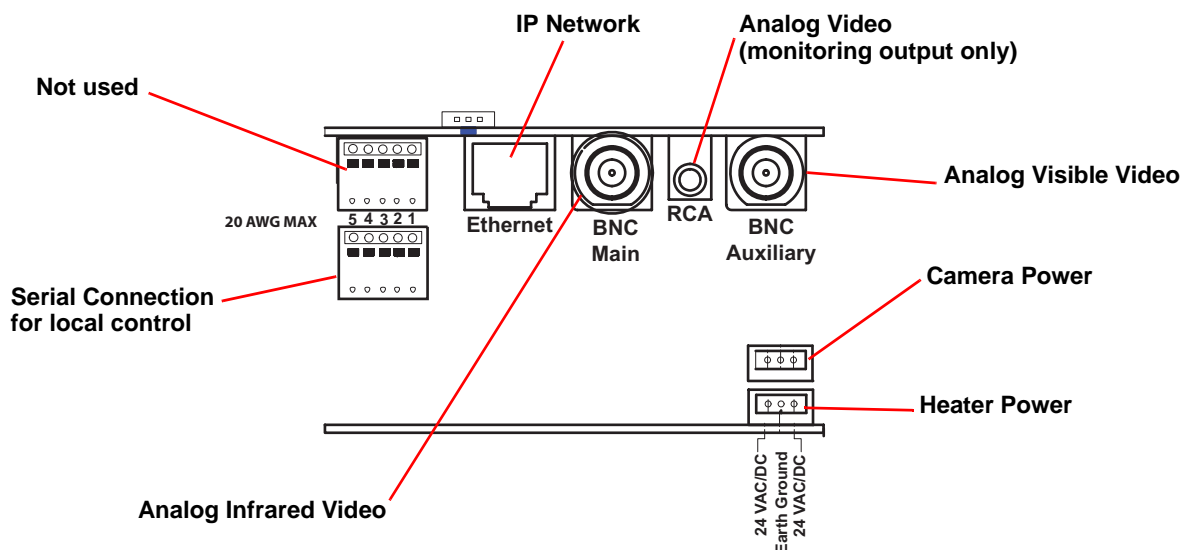 IP Network
Analog Video
(monitoring output only)
Not used
Analog Visible Video
5 4 3 2 1
20 AWG MAX
Ethernet
BNC
Main
RCA
BNC
Auxiliary
Serial Connection
for local control
Camera Power
Heater Power
24 VAC/DC
Earth Ground
24 VAC/DC
Analog Infrared Video